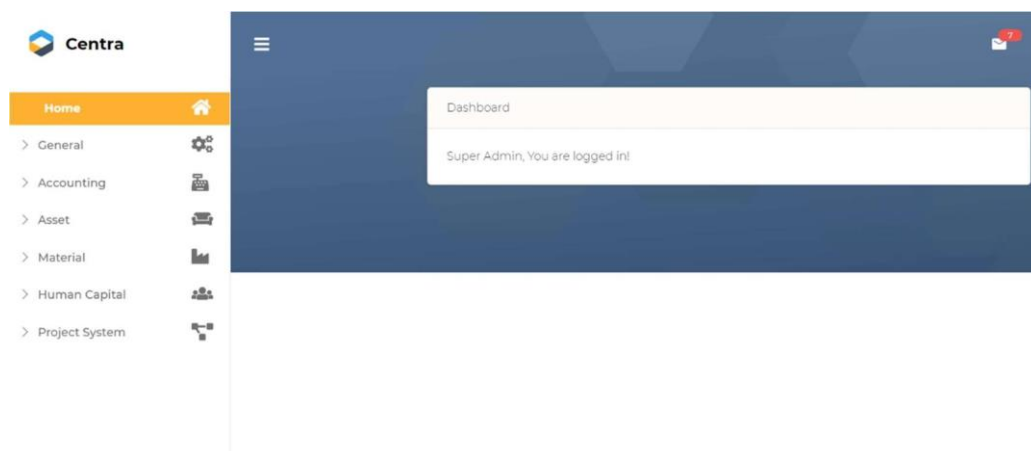 Centra
7
Home
Dashboard
General
Super Admin, You are logged in!
Accounting
Asset
Material
Human Capital
Project System